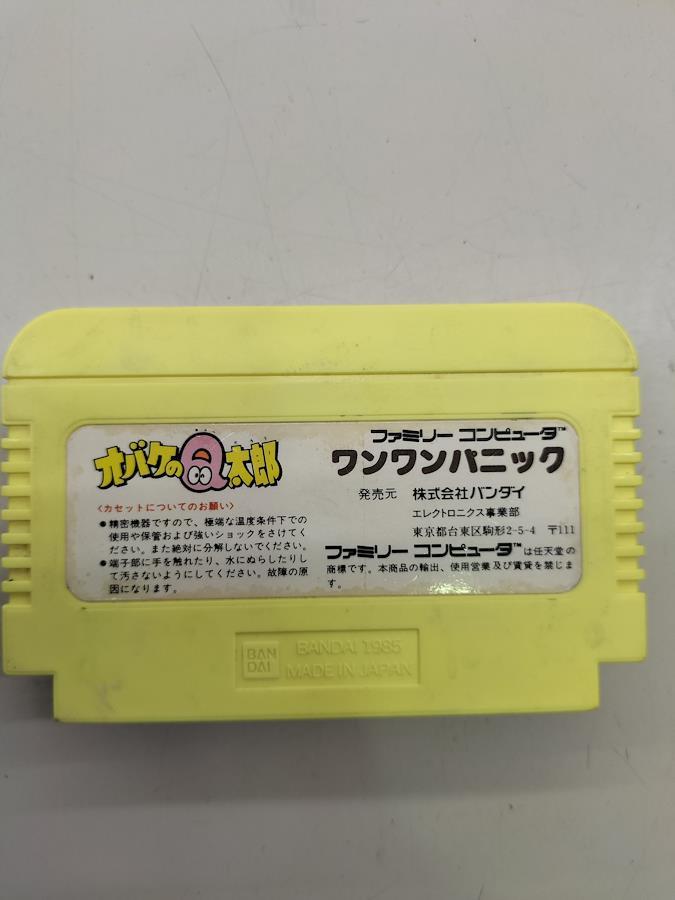 オバケのQ太郎
〈カセットについてのお願い〉
●精密機器ですので、極端な温度条件下での
使用や保管および強いショックをさけてく
ださい。また絶対に分解しないでください。
●端子部に手を触れたり、水にぬらしたりし
て汚さないようにしてください。故障の原
因になります。
ファミリー コンピュータ™
ワンワンパニック
発売元 株式会社バンダイ
エレクトロニクス事業部
東京都台東区駒形2-5-4 〒111
ファミリー コンピュータ™は任天堂の
商標です。本商品の輸出、使用営業及び賃貸を禁じま
す。
BAN
DAI
BANDAI 1985
MADE IN JAPAN